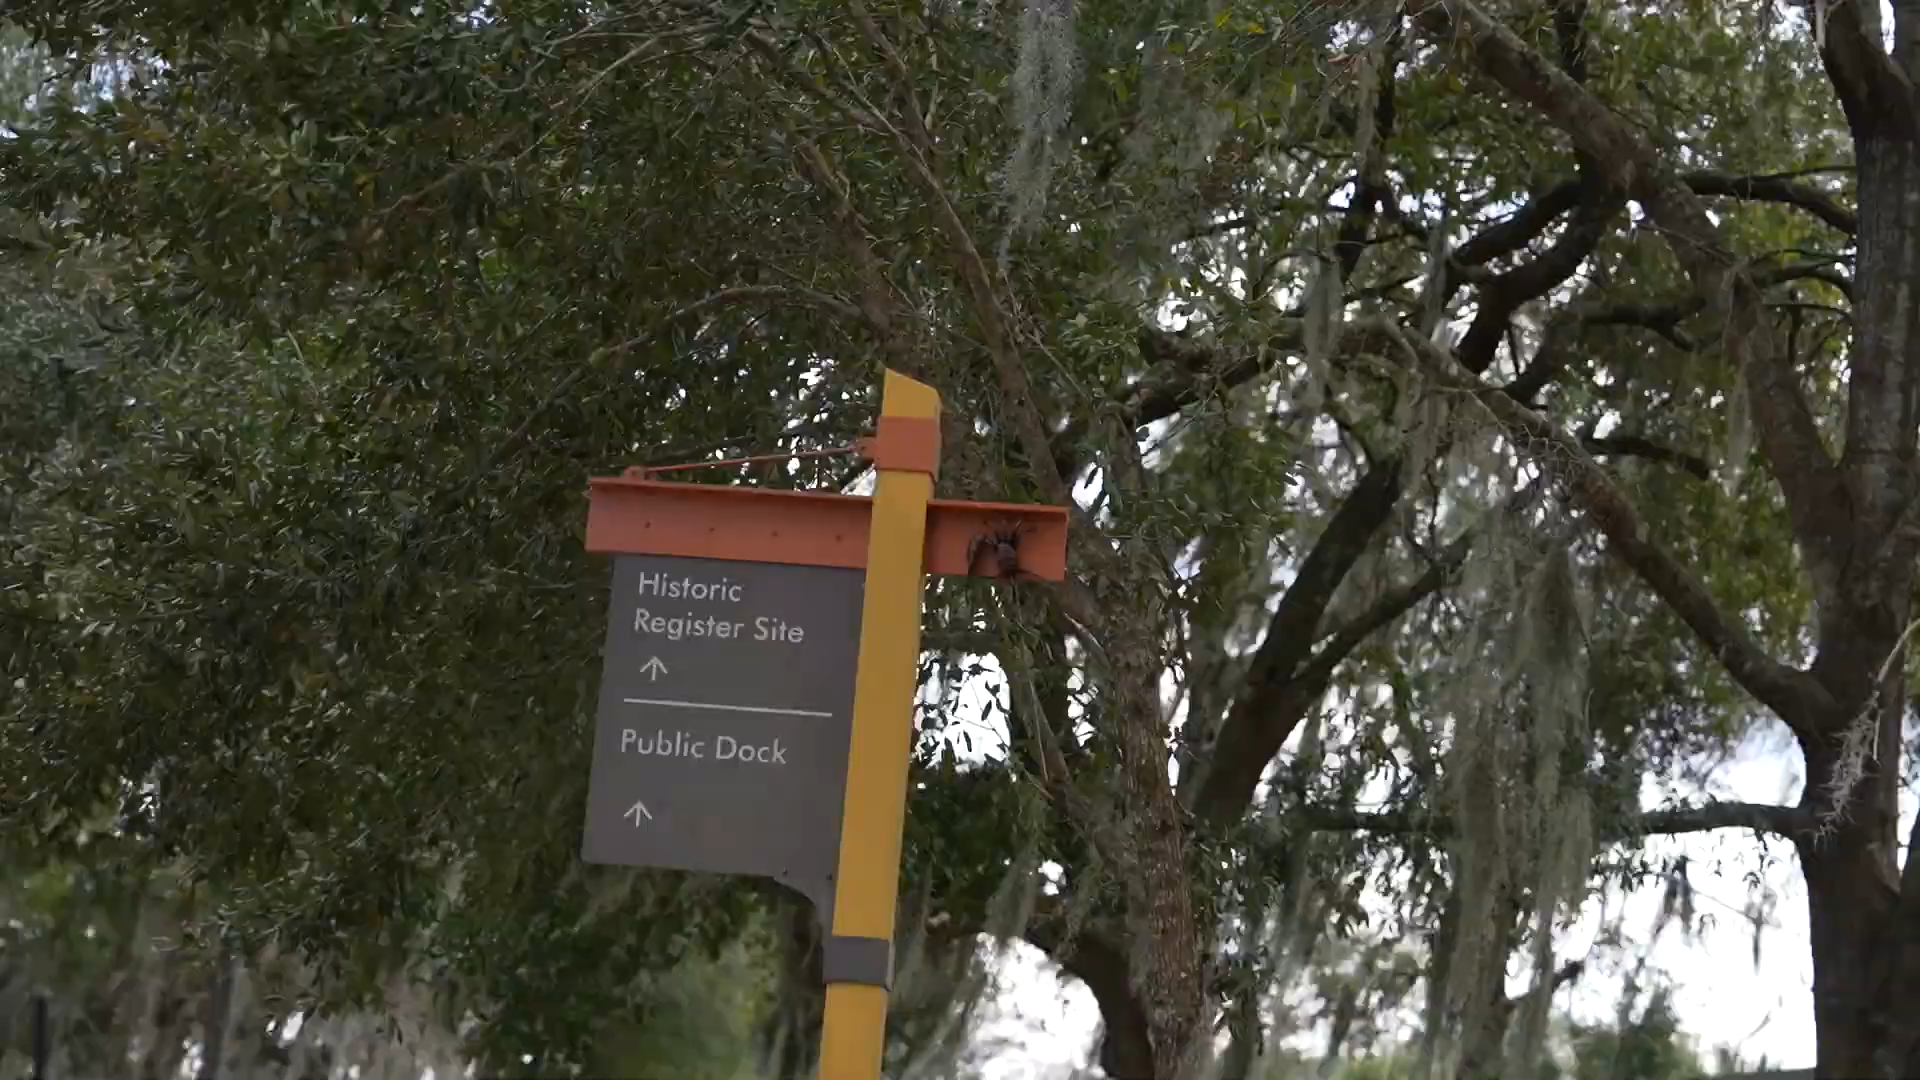 Historic
Register Site
↑
Public Dock
↑